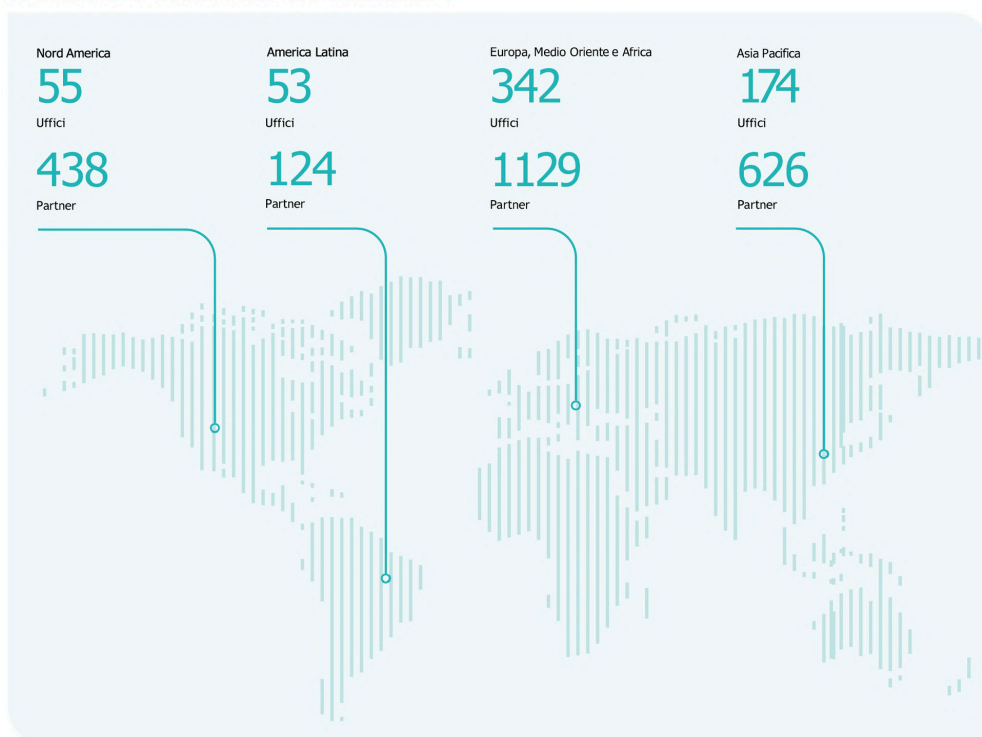 Nord America
55
Uffici
438
Partner
America Latina
53
Uffici
124
Partner
Europa, Medio Oriente e Africa
342
Uffici
1129
Partner
Asia Pacifica
174
Uffici
626
Partner